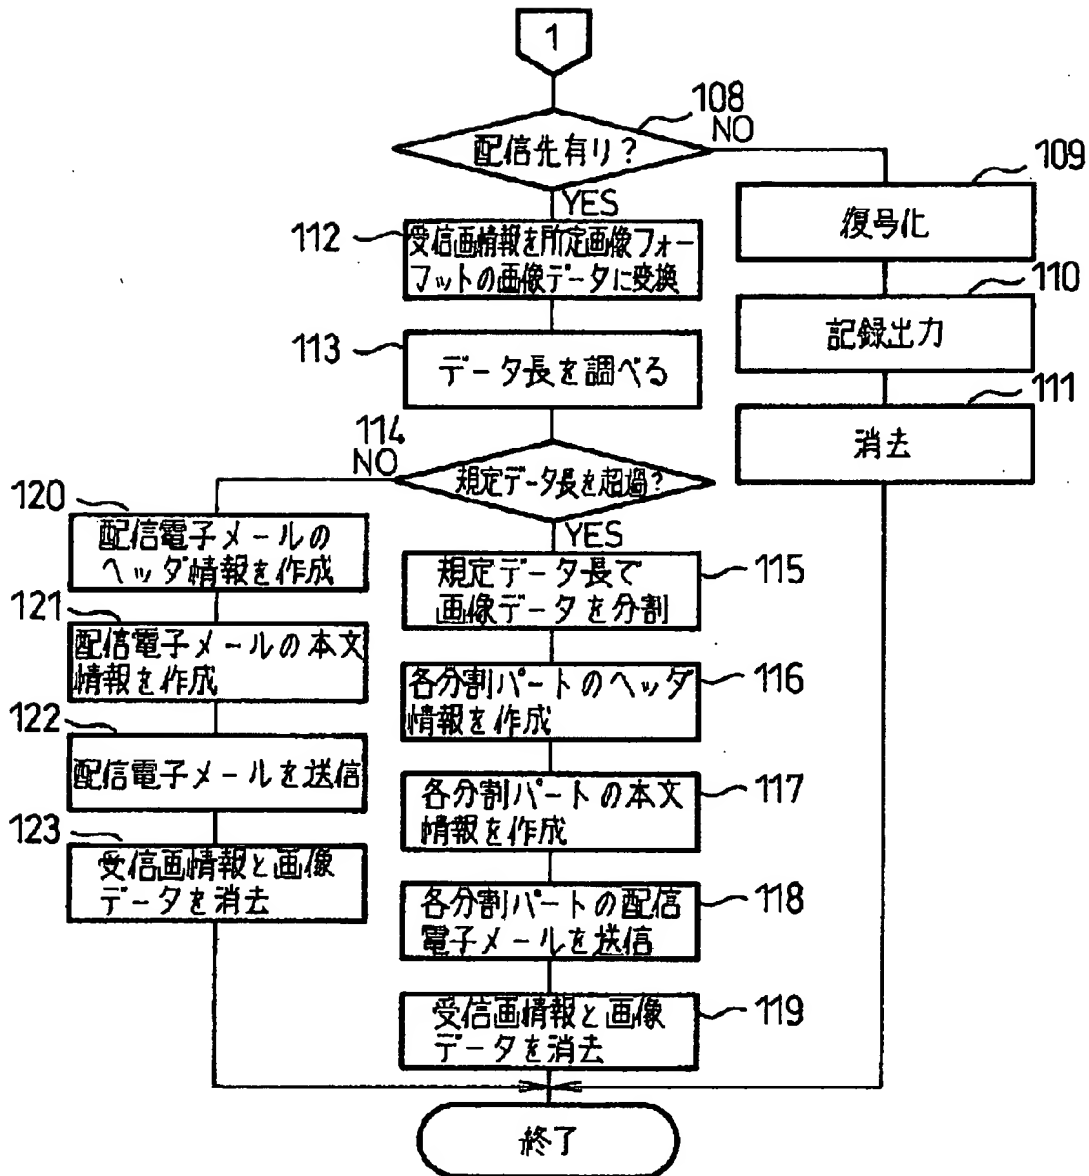 1
108
配信先有り?
NO
YES
109
復号化
110
記録出力
111
消去
112
受信画情報を所定画像フォー
フットの画像データに変換
113
データ長を調べる
114
NO
規定データ長を超過?
YES
115
規定データ長で
画像データを分割
116
各分割パートのヘッダ
情報を作成
117
各分割パートの本文
情報を作成
118
各分割パートの配信
電子メールを送信
119
受信画情報と画像
データを消去
120
配信電子メールの
ヘッダ情報を作成
121
配信電子メールの本文
情報を作成
122
配信電子メールを送信
123
受信画情報と画像
データを消去
終了